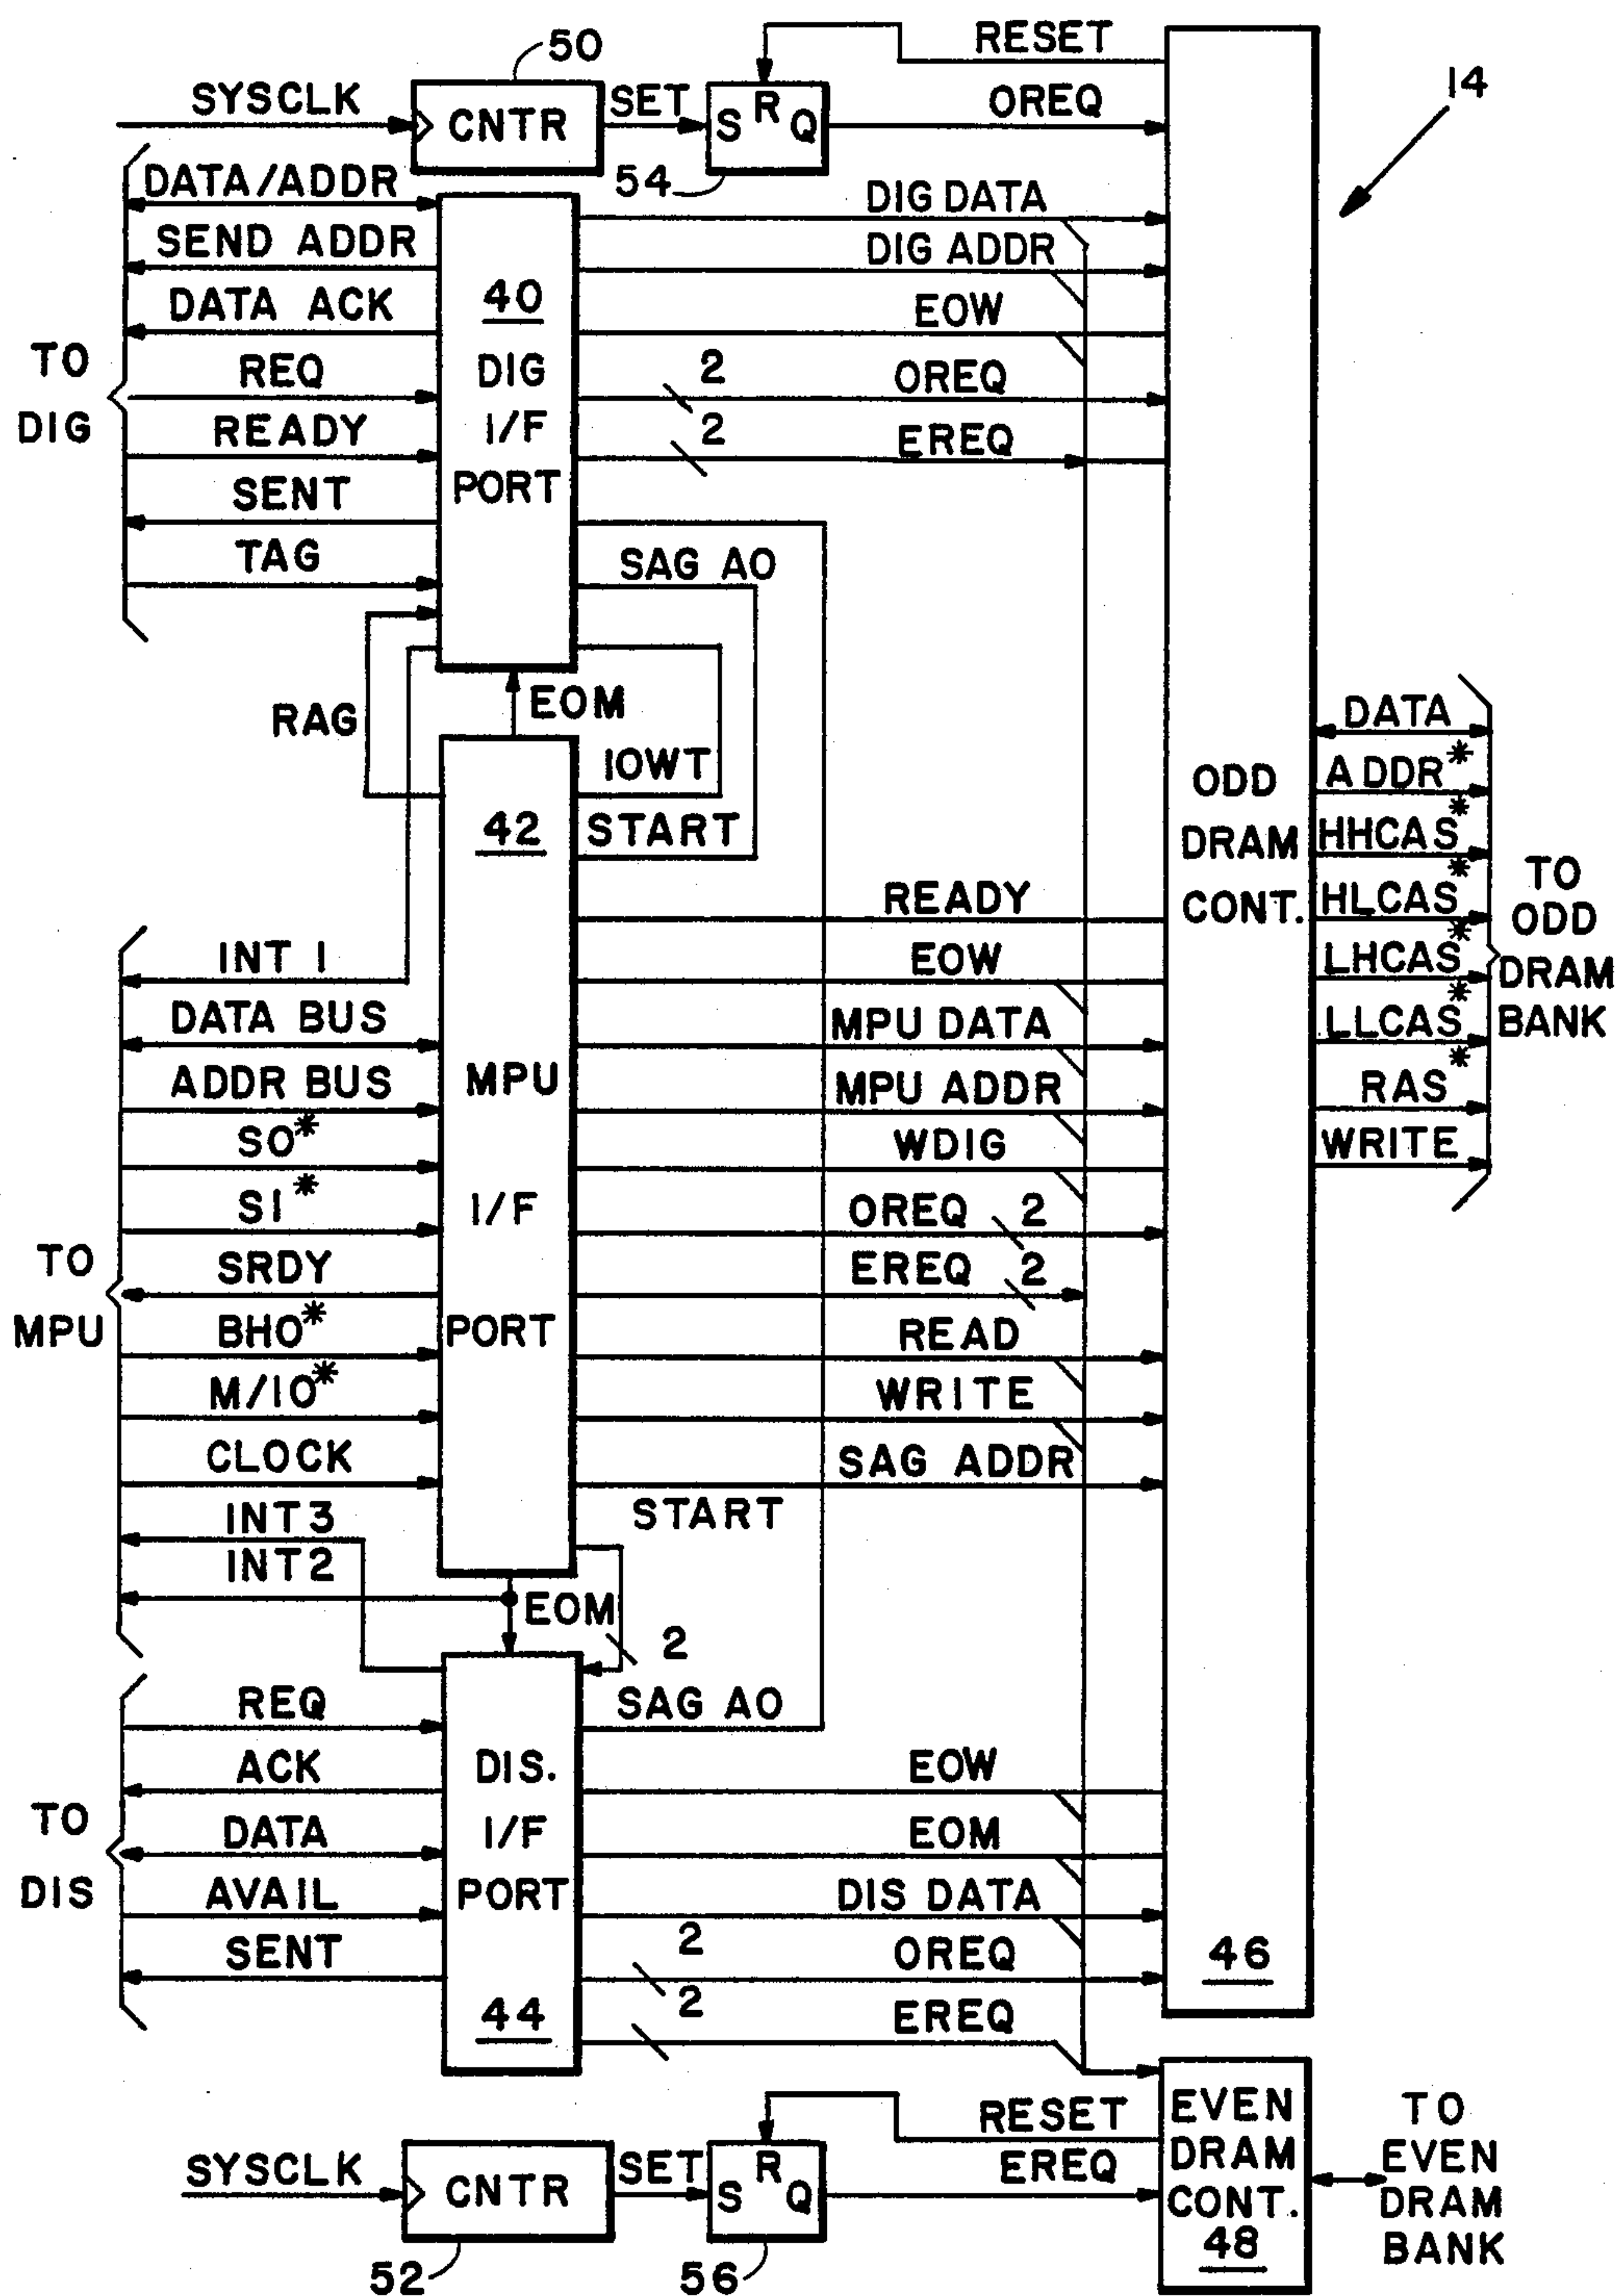 RESET
50
14
SYSCLK
CNTR
SET
S R Q
OREQ
54
DATA/ADDR
SEND ADDR
DATA ACK
REQ
READY
SENT
TAG
TO
DIG
40
DIG
I/F
PORT
DIG DATA
DIG ADDR
EOW
2
OREQ
2
EREQ
SAG A0
RAG
EOM
IOWT
START
42
MPU
I/F
PORT
INT 1
DATA BUS
ADDR BUS
S0*
S1*
SRDY
BHO*
M/IO*
CLOCK
INT3
INT2
TO
MPU
READY
EOW
MPU DATA
MPU ADDR
WDIG
OREQ 2
EREQ 2
READ
WRITE
SAG ADDR
START
EOM
2
SAG A0
ODD
DRAM
CONT.
46
DATA
ADDR*
HHCAS*
HLCAS*
LHCAS*
LLCAS*
RAS*
WRITE
TO
ODD
DRAM
BANK
REQ
ACK
DATA
AVAIL
SENT
TO
DIS
DIS.
I/F
PORT
44
EOW
EOM
DIS DATA
2
OREQ
2
EREQ
SYSCLK
CNTR
52
SET
S R Q
56
RESET
EREQ
EVEN
DRAM
CONT.
48
TO
EVEN
DRAM
BANK